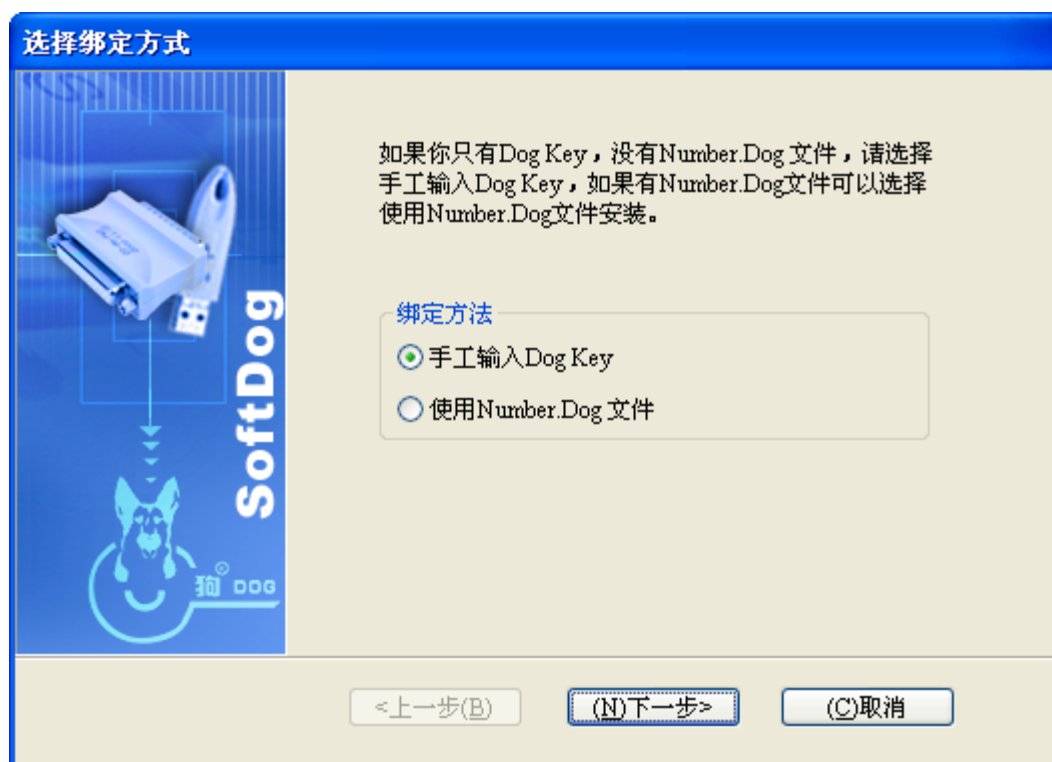 选择绑定方式
如果你只有Dog Key，没有Number.Dog 文件，请选择
手工输入Dog Key，如果有Number.Dog文件可以选择
使用Number.Dog文件安装。
绑定方法
手工输入Dog Key
使用Number.Dog 文件
SoftDog
狗® DOG
<上一步(B)
(N)下一步>
(C)取消